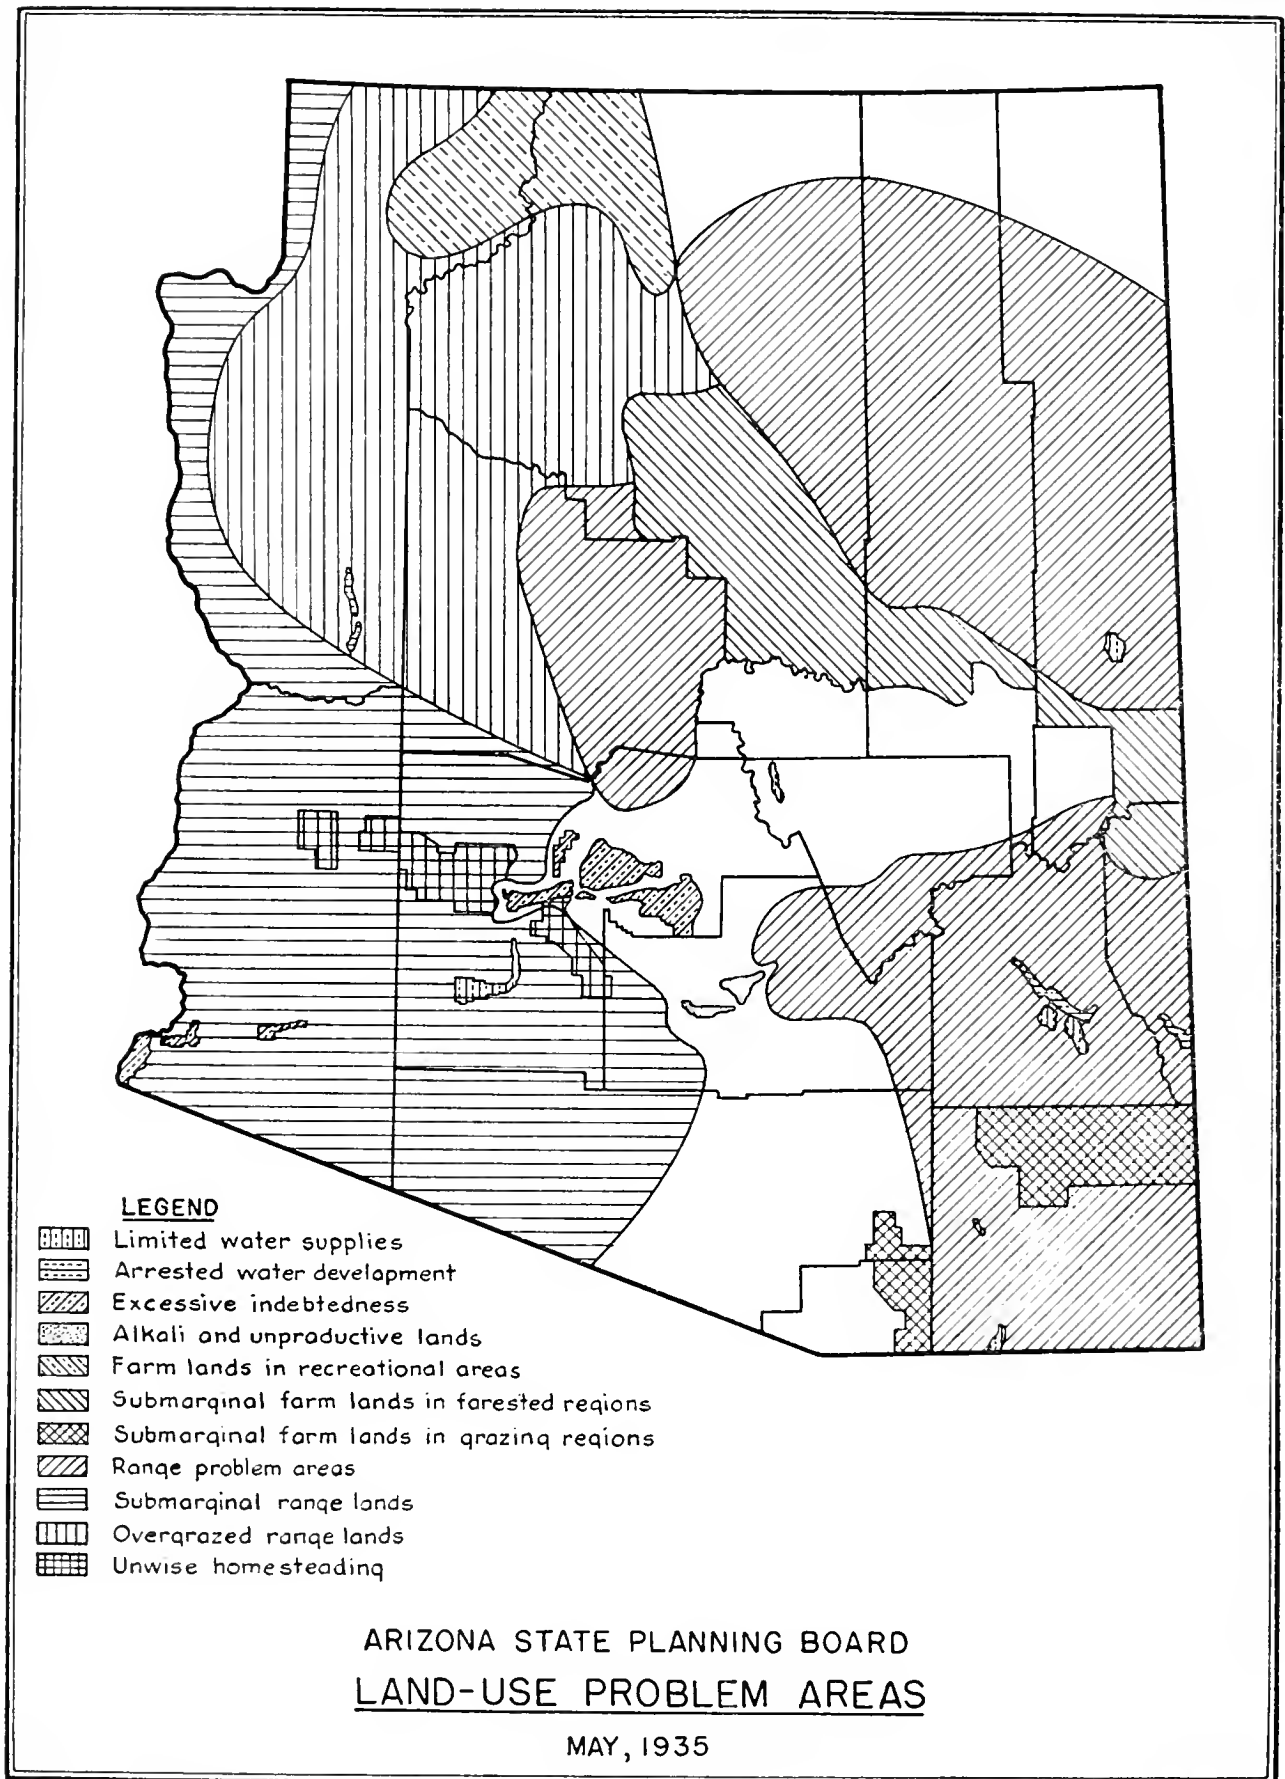 LEGEND
Limited water supplies
Arrested water development
Excessive indebtedness
Alkali and unproductive lands
Farm lands in recreational areas
Submarginal farm lands in forested regions
Submarginal farm lands in grazing regions
Range problem areas
Submarginal range lands
Overgrazed range lands
Unwise homesteading
ARIZONA STATE PLANNING BOARD
LAND-USE PROBLEM AREAS
MAY, 1935